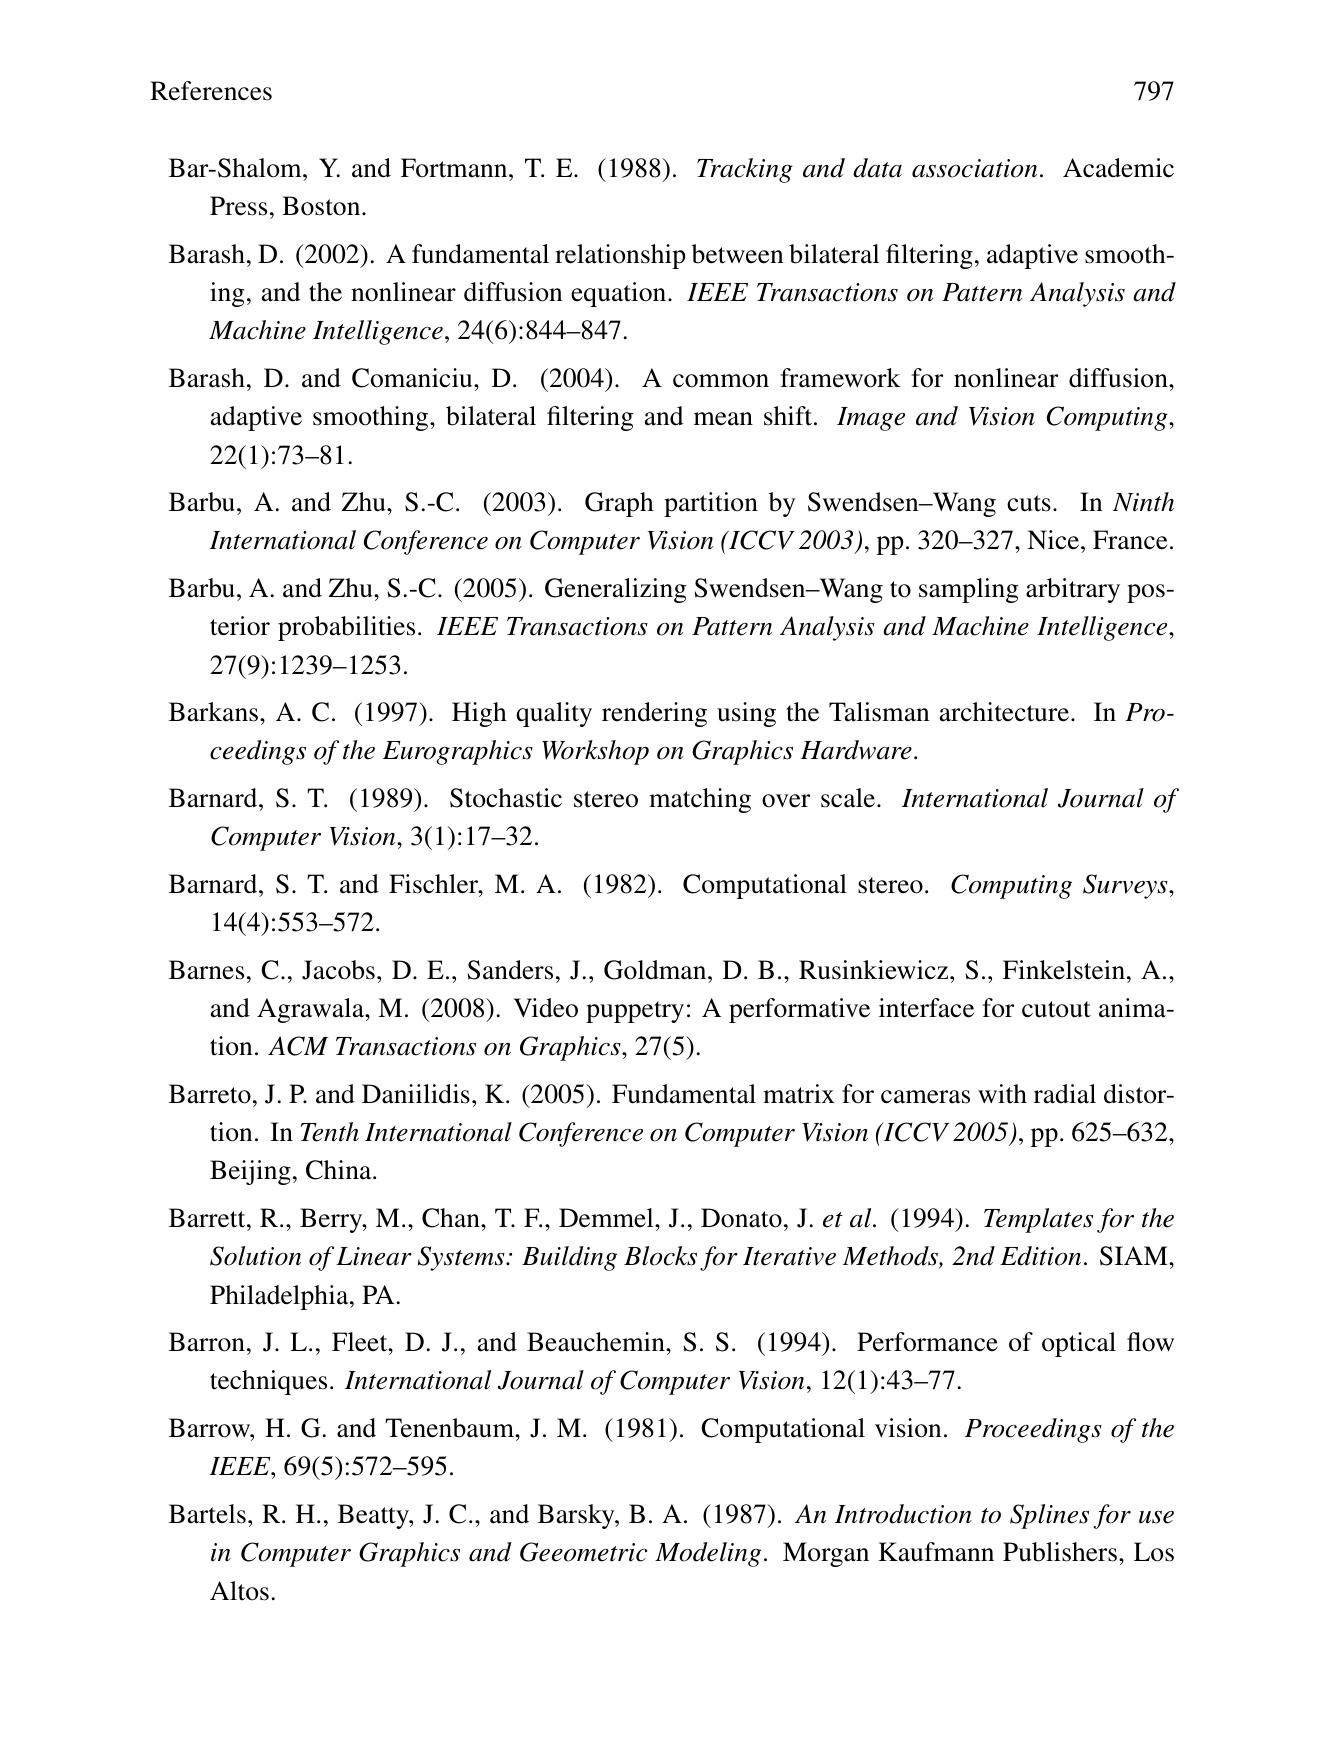 References 797
Bar-Shalom, Y. and Fortmann, T. E. (1988). Tracking and data association. Academic
Press, Boston.
Barash, D. (2002). A fundamental relationship between bilateral filtering, adaptive smooth-
ing, and the nonlinear diffusion equation. IEEE Transactions on Pattern Analysis and
Machine Intelligence, 24(6):844–847.
Barash, D. and Comaniciu, D. (2004). A common framework for nonlinear diffusion,
adaptive smoothing, bilateral filtering and mean shift. Image and Vision Computing,
22(1):73–81.
Barbu, A. and Zhu, S.-C. (2003). Graph partition by Swendsen–Wang cuts. In Ninth
International Conference on Computer Vision (ICCV 2003), pp. 320–327, Nice, France.
Barbu, A. and Zhu, S.-C. (2005). Generalizing Swendsen–Wang to sampling arbitrary pos-
terior probabilities. IEEE Transactions on Pattern Analysis and Machine Intelligence,
27(9):1239–1253.
Barkans, A. C. (1997). High quality rendering using the Talisman architecture. In Pro-
ceedings of the Eurographics Workshop on Graphics Hardware.
Barnard, S. T. (1989). Stochastic stereo matching over scale. International Journal of
Computer Vision, 3(1):17–32.
Barnard, S. T. and Fischler, M. A. (1982). Computational stereo. Computing Surveys,
14(4):553–572.
Barnes, C., Jacobs, D. E., Sanders, J., Goldman, D. B., Rusinkiewicz, S., Finkelstein, A.,
and Agrawala, M. (2008). Video puppetry: A performative interface for cutout anima-
tion. ACM Transactions on Graphics, 27(5).
Barreto, J. P. and Daniilidis, K. (2005). Fundamental matrix for cameras with radial distor-
tion. In Tenth International Conference on Computer Vision (ICCV 2005), pp. 625–632,
Beijing, China.
Barrett, R., Berry, M., Chan, T. F., Demmel, J., Donato, J. et al. (1994). Templates for the
Solution of Linear Systems: Building Blocks for Iterative Methods, 2nd Edition. SIAM,
Philadelphia, PA.
Barron, J. L., Fleet, D. J., and Beauchemin, S. S. (1994). Performance of optical flow
techniques. International Journal of Computer Vision, 12(1):43–77.
Barrow, H. G. and Tenenbaum, J. M. (1981). Computational vision. Proceedings of the
IEEE, 69(5):572–595.
Bartels, R. H., Beatty, J. C., and Barsky, B. A. (1987). An Introduction to Splines for use
in Computer Graphics and Geeometric Modeling. Morgan Kaufmann Publishers, Los
Altos.